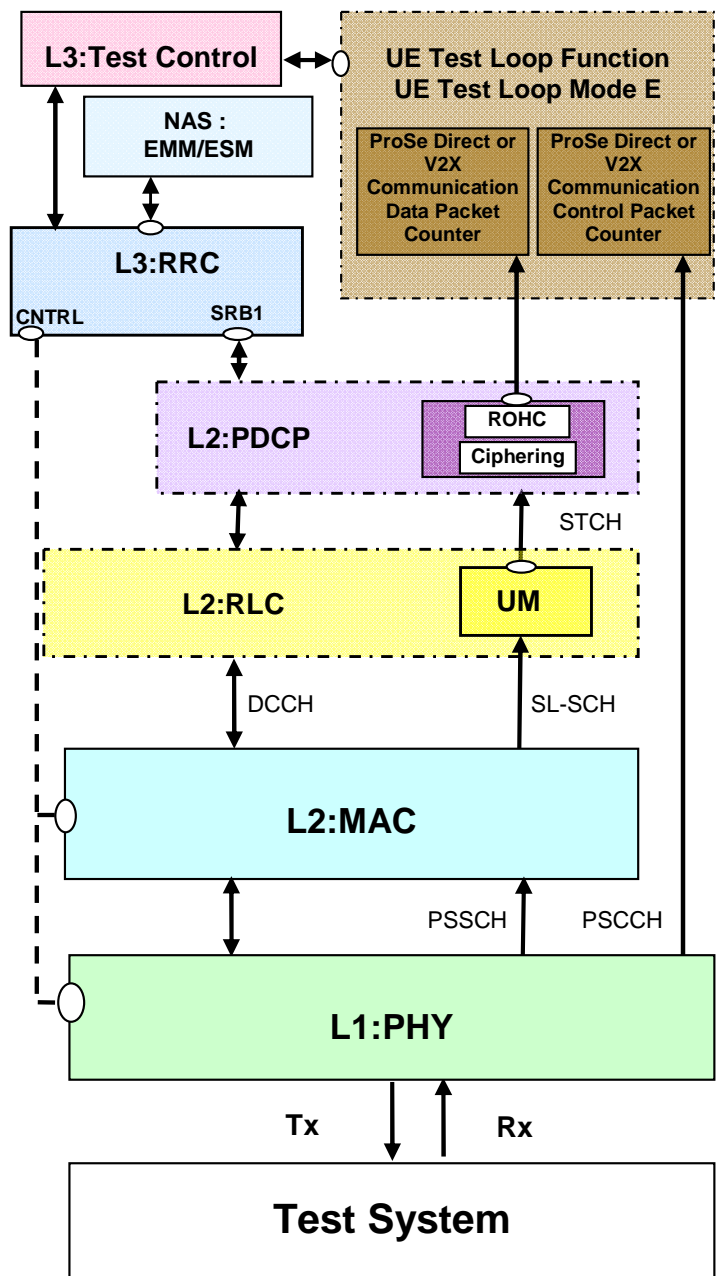 L3:Test Control
UE Test Loop Function
UE Test Loop Mode E
NAS :
EMM/ESM
ProSe Direct or
V2X
Communication
Data Packet
Counter
ProSe Direct or
V2X
Communication
Control Packet
Counter
L3:RRC
CNTRL
SRB1
L2:PDCP
ROHC
Ciphering
STCH
L2:RLC
UM
DCCH
SL-SCH
L2:MAC
PSSCH
PSCCH
L1:PHY
Tx
Rx
Test System